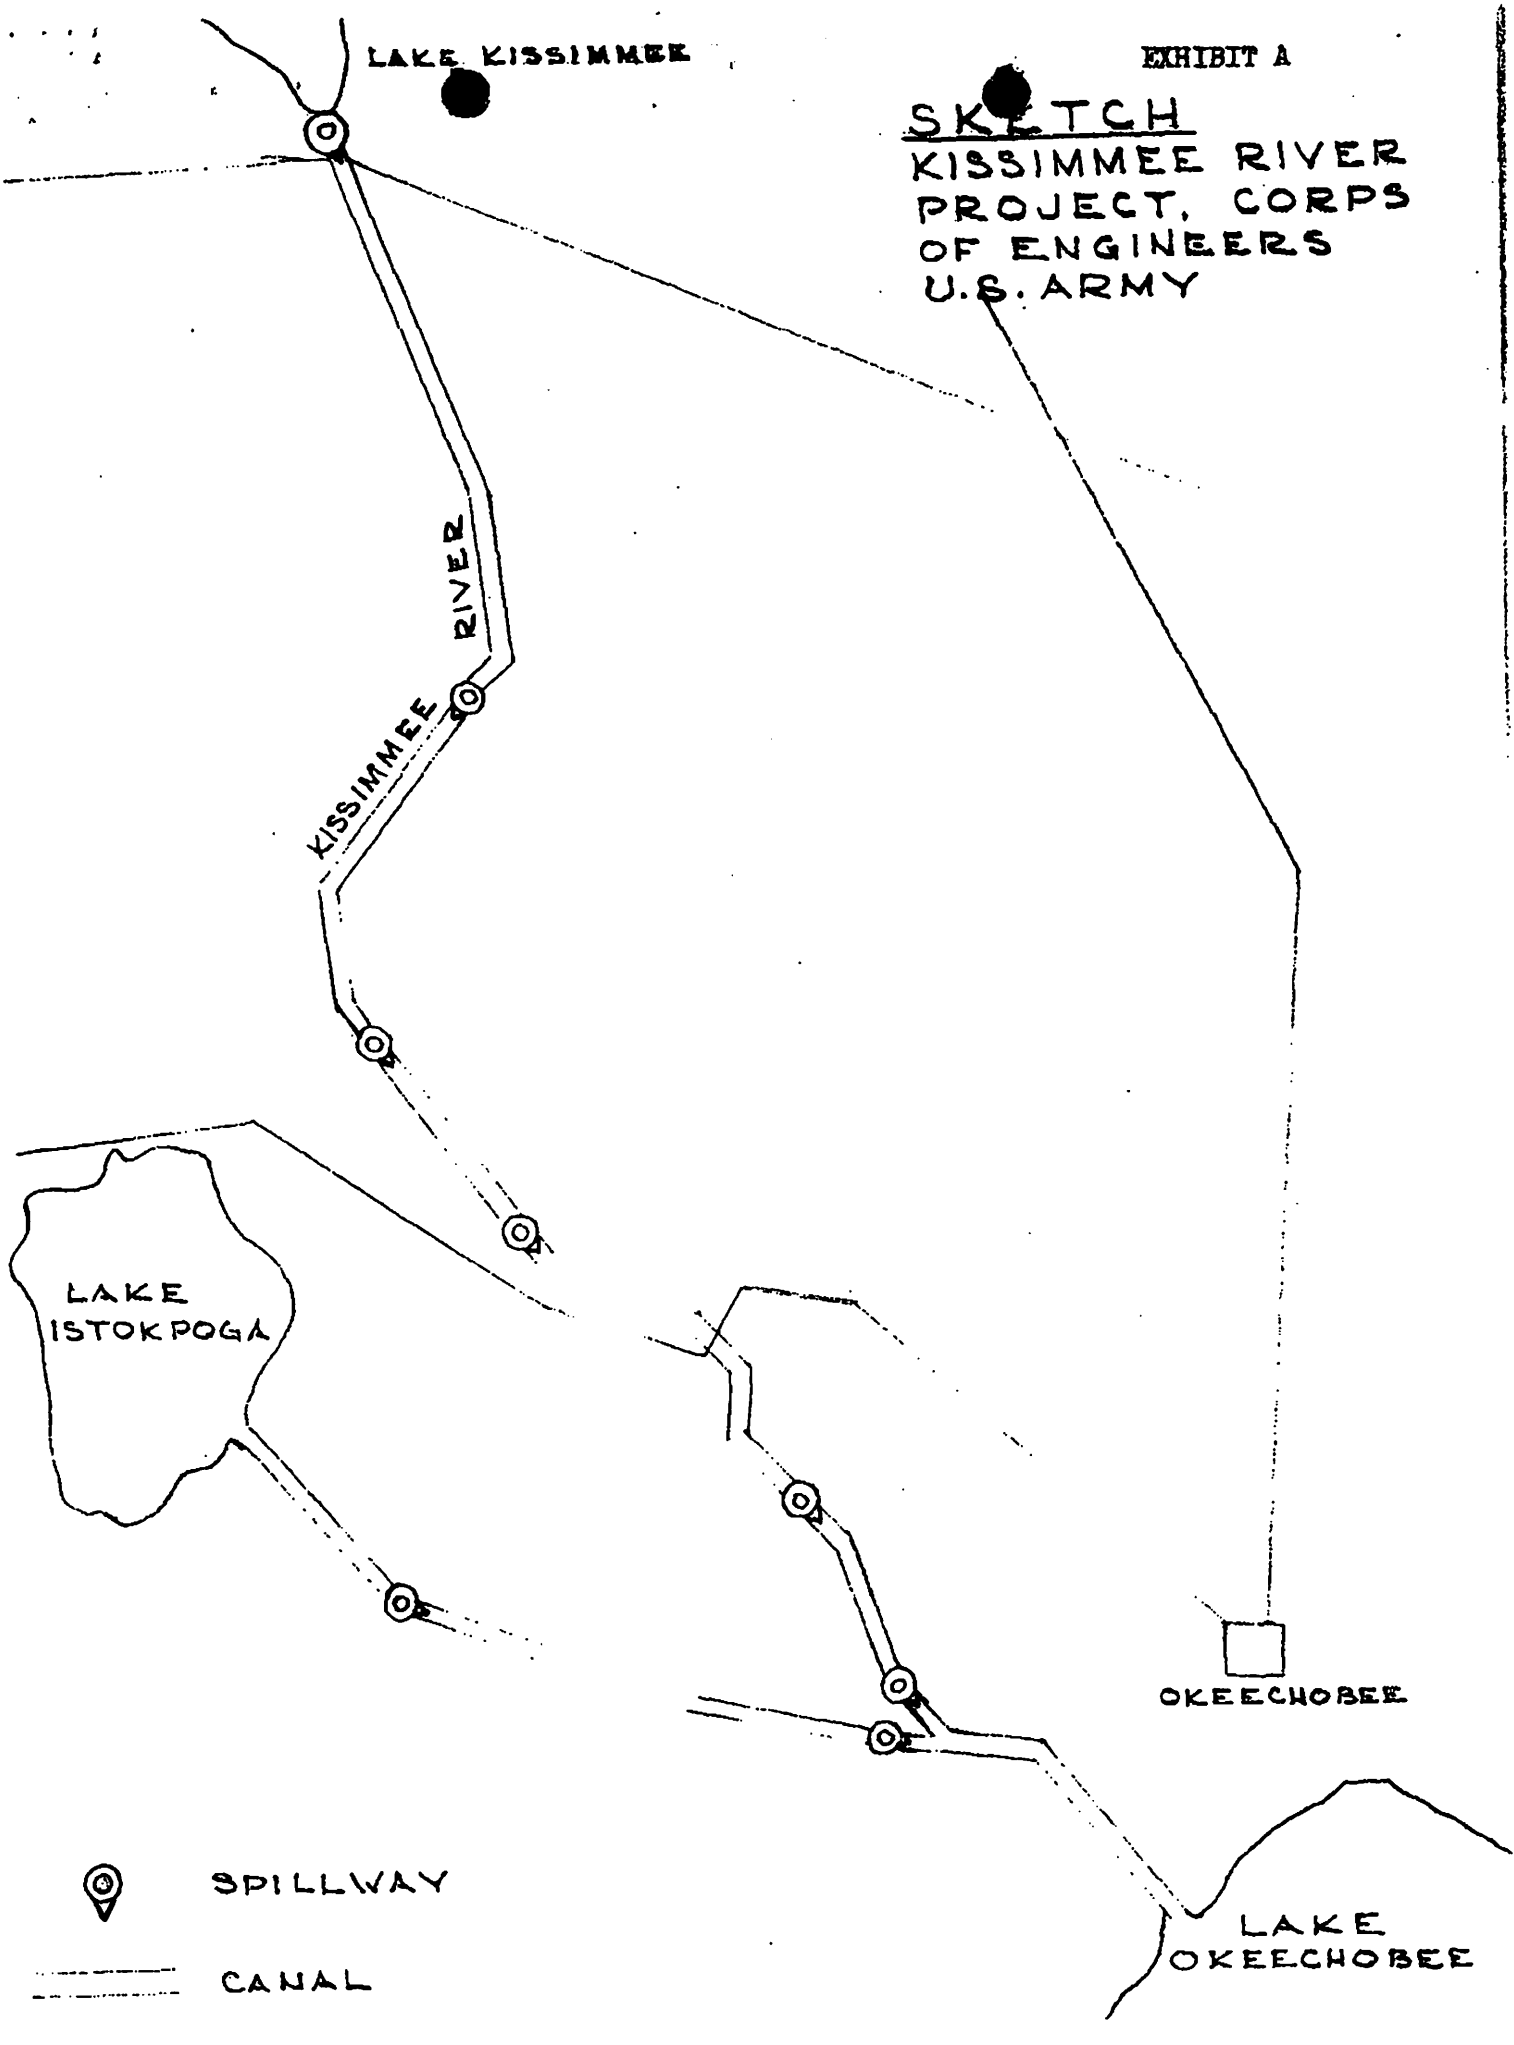 LAKE KISSIMMEE
EXHIBIT A
SKETCH
KISSIMMEE RIVER
PROJECT, CORPS
OF ENGINEERS
U.S. ARMY
KISSIMMEE RIVER
LAKE
ISTOKPOGA
OKEECHOBEE
LAKE
OKEECHOBEE
SPILLWAY
CANAL